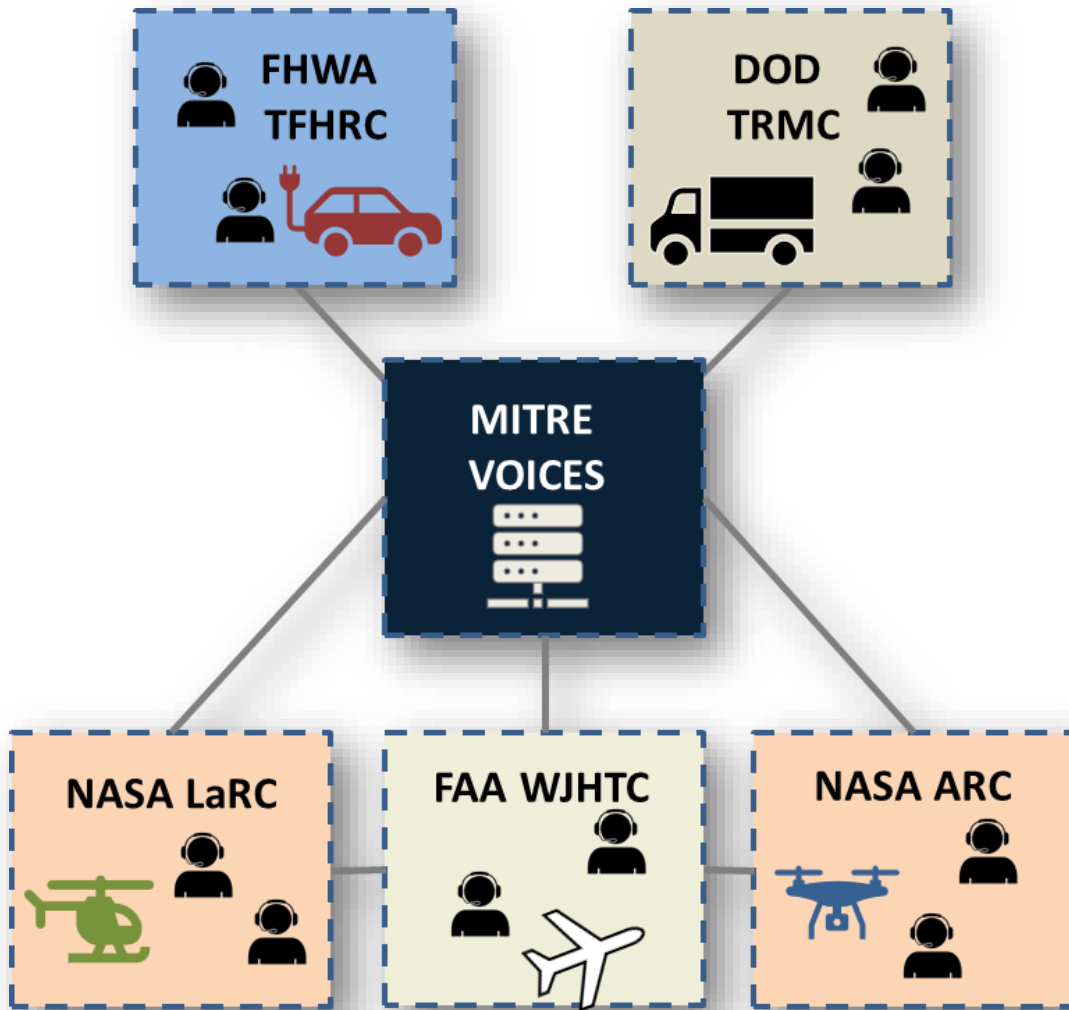 FHWA
TFHRC
DOD
TRMC
MITRE
VOICES
NASA LaRC
FAA WJHTC
NASA ARC